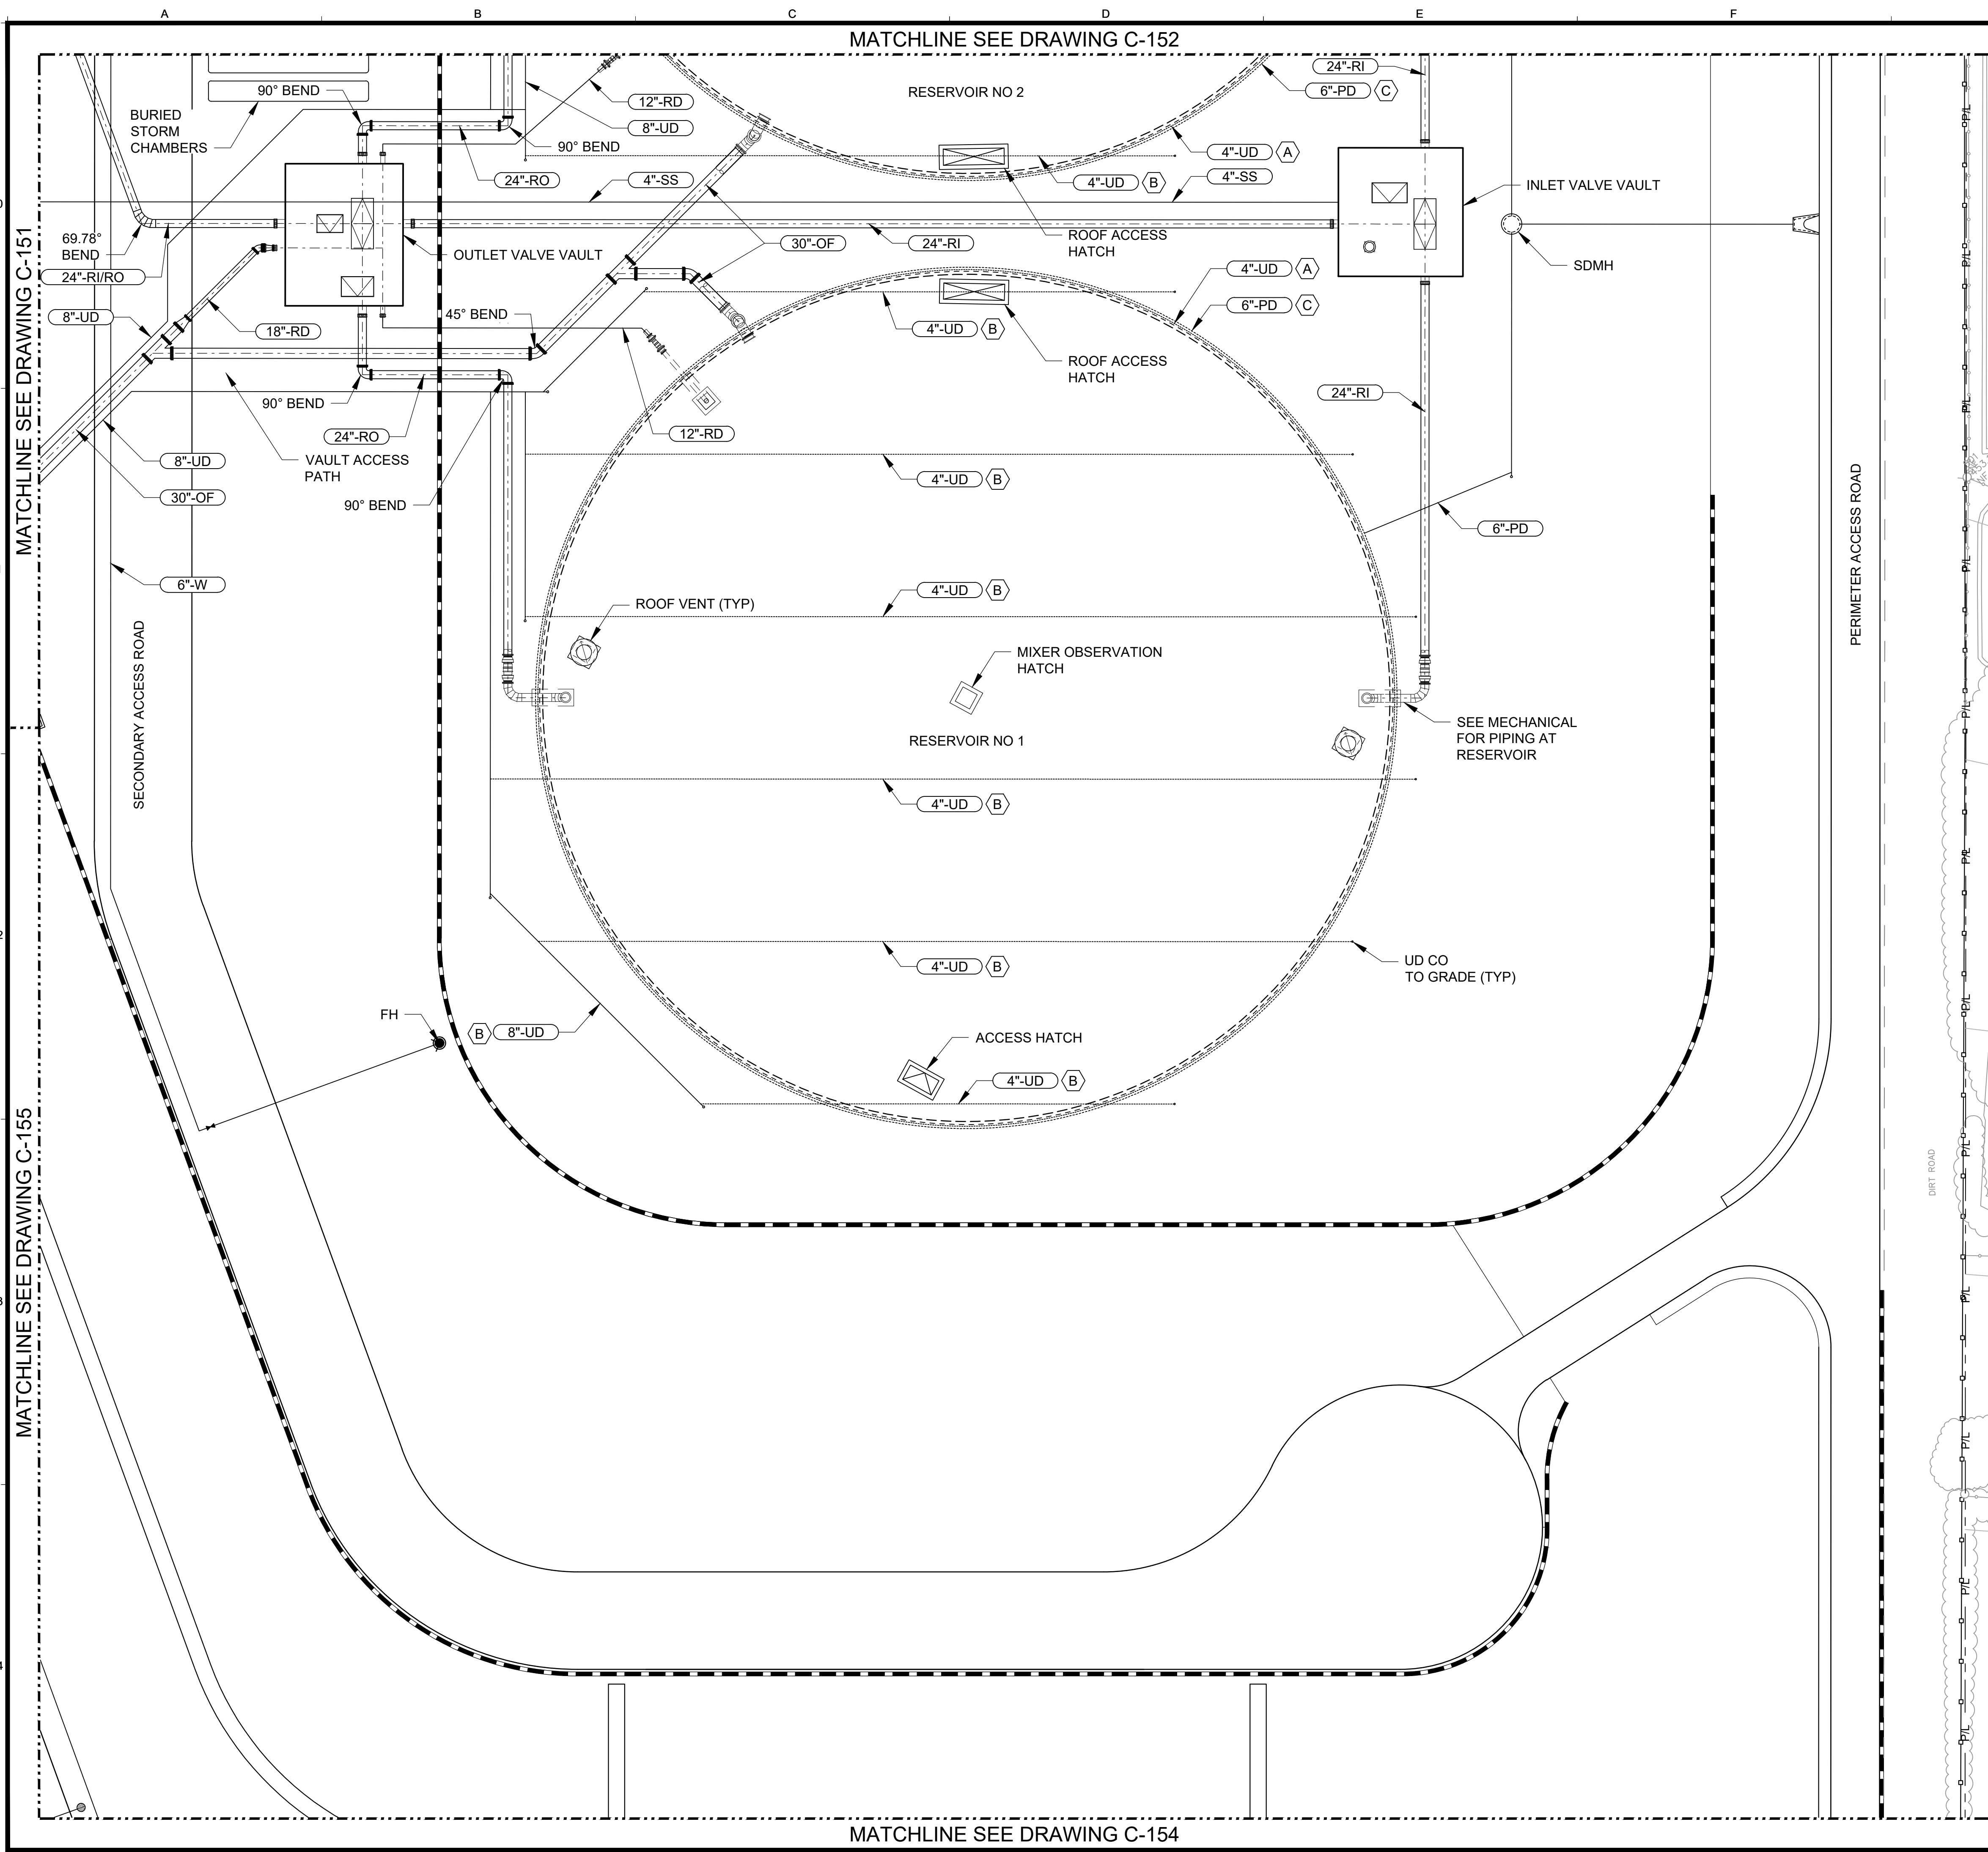 A
B
C
D
E
F
MATCHLINE SEE DRAWING C-152
90° BEND
BURIED
STORM
CHAMBERS
12"-RD
8"-UD
90° BEND
24"-RO
4"-SS
RESERVOIR NO 2
24"-RI
6"-PD
C
4"-UD
A
4"-UD
B
4"-SS
INLET VALVE VAULT
69.78°
BEND
24"-RI/RO
OUTLET VALVE VAULT
30"-OF
24"-RI
ROOF ACCESS
HATCH
SDMH
4"-UD
A
6"-PD
C
8"-UD
18"-RD
45° BEND
4"-UD
B
ROOF ACCESS
HATCH
MATCHLINE SEE DRAWING C-151
90° BEND
24"-RO
12"-RD
24"-RI
8"-UD
VAULT ACCESS
PATH
30"-OF
90° BEND
4"-UD
B
6"-PD
PERIMETER ACCESS ROAD
6"-W
4"-UD
B
ROOF VENT (TYP)
SECONDARY ACCESS ROAD
MIXER OBSERVATION
HATCH
RESERVOIR NO 1
SEE MECHANICAL
FOR PIPING AT
RESERVOIR
4"-UD
B
4"-UD
B
UD CO
TO GRADE (TYP)
FH
B
8"-UD
ACCESS HATCH
4"-UD
B
DIRT ROAD
MATCHLINE SEE DRAWING C-155
P/L
P/L
P/L
P/L
P/L
P/L
P/L
P/L
P/L
P/L
P/L
P/L
P/L
MATCHLINE SEE DRAWING C-154